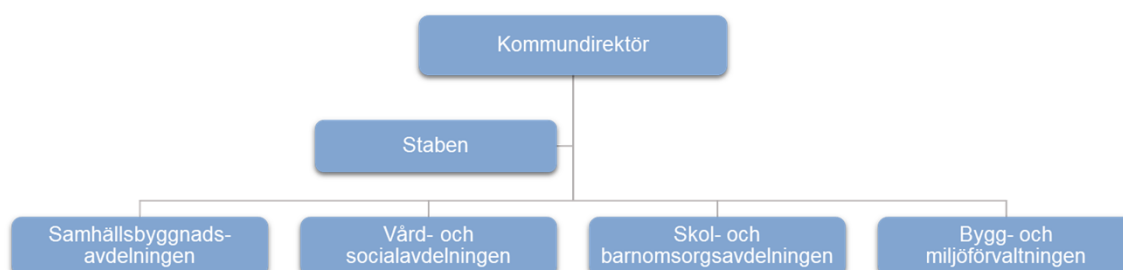 Kommundirektör
Staben
Samhällsbyggnads-
avdelningen
Vård- och
socialavdelningen
Skol- och
barnomsorgsavdelningen
Bygg- och
miljöförvaltningen